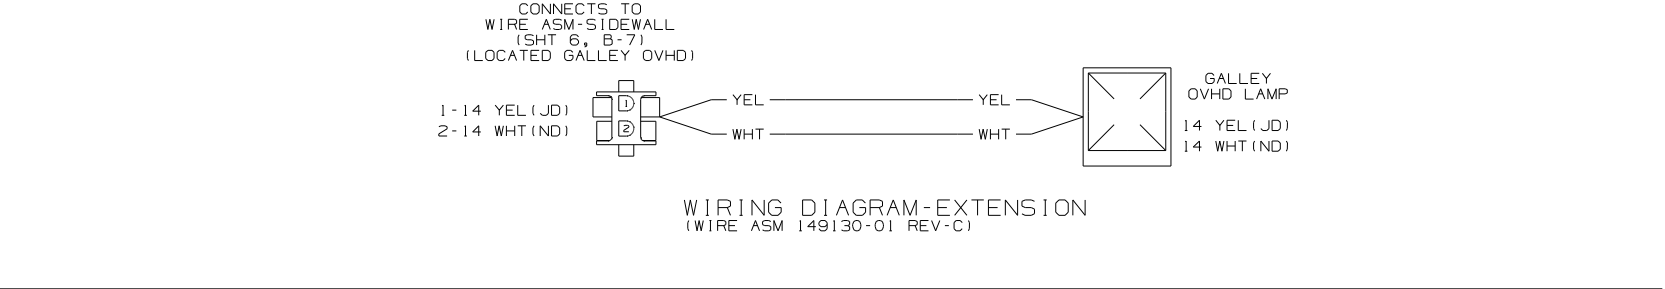 CONNECTS TO
WIRE ASM-SIDEWALL
(SHT 6, B-7)
(LOCATED GALLEY OVHD)
1-14 YEL(JD)
2-14 WHT(ND)
1
2
YEL
YEL
WHT
WHT
GALLEY
OVHD LAMP
14 YEL(JD)
14 WHT(ND)
WIRING DIAGRAM-EXTENSION
(WIRE ASM 149130-01 REV-C)